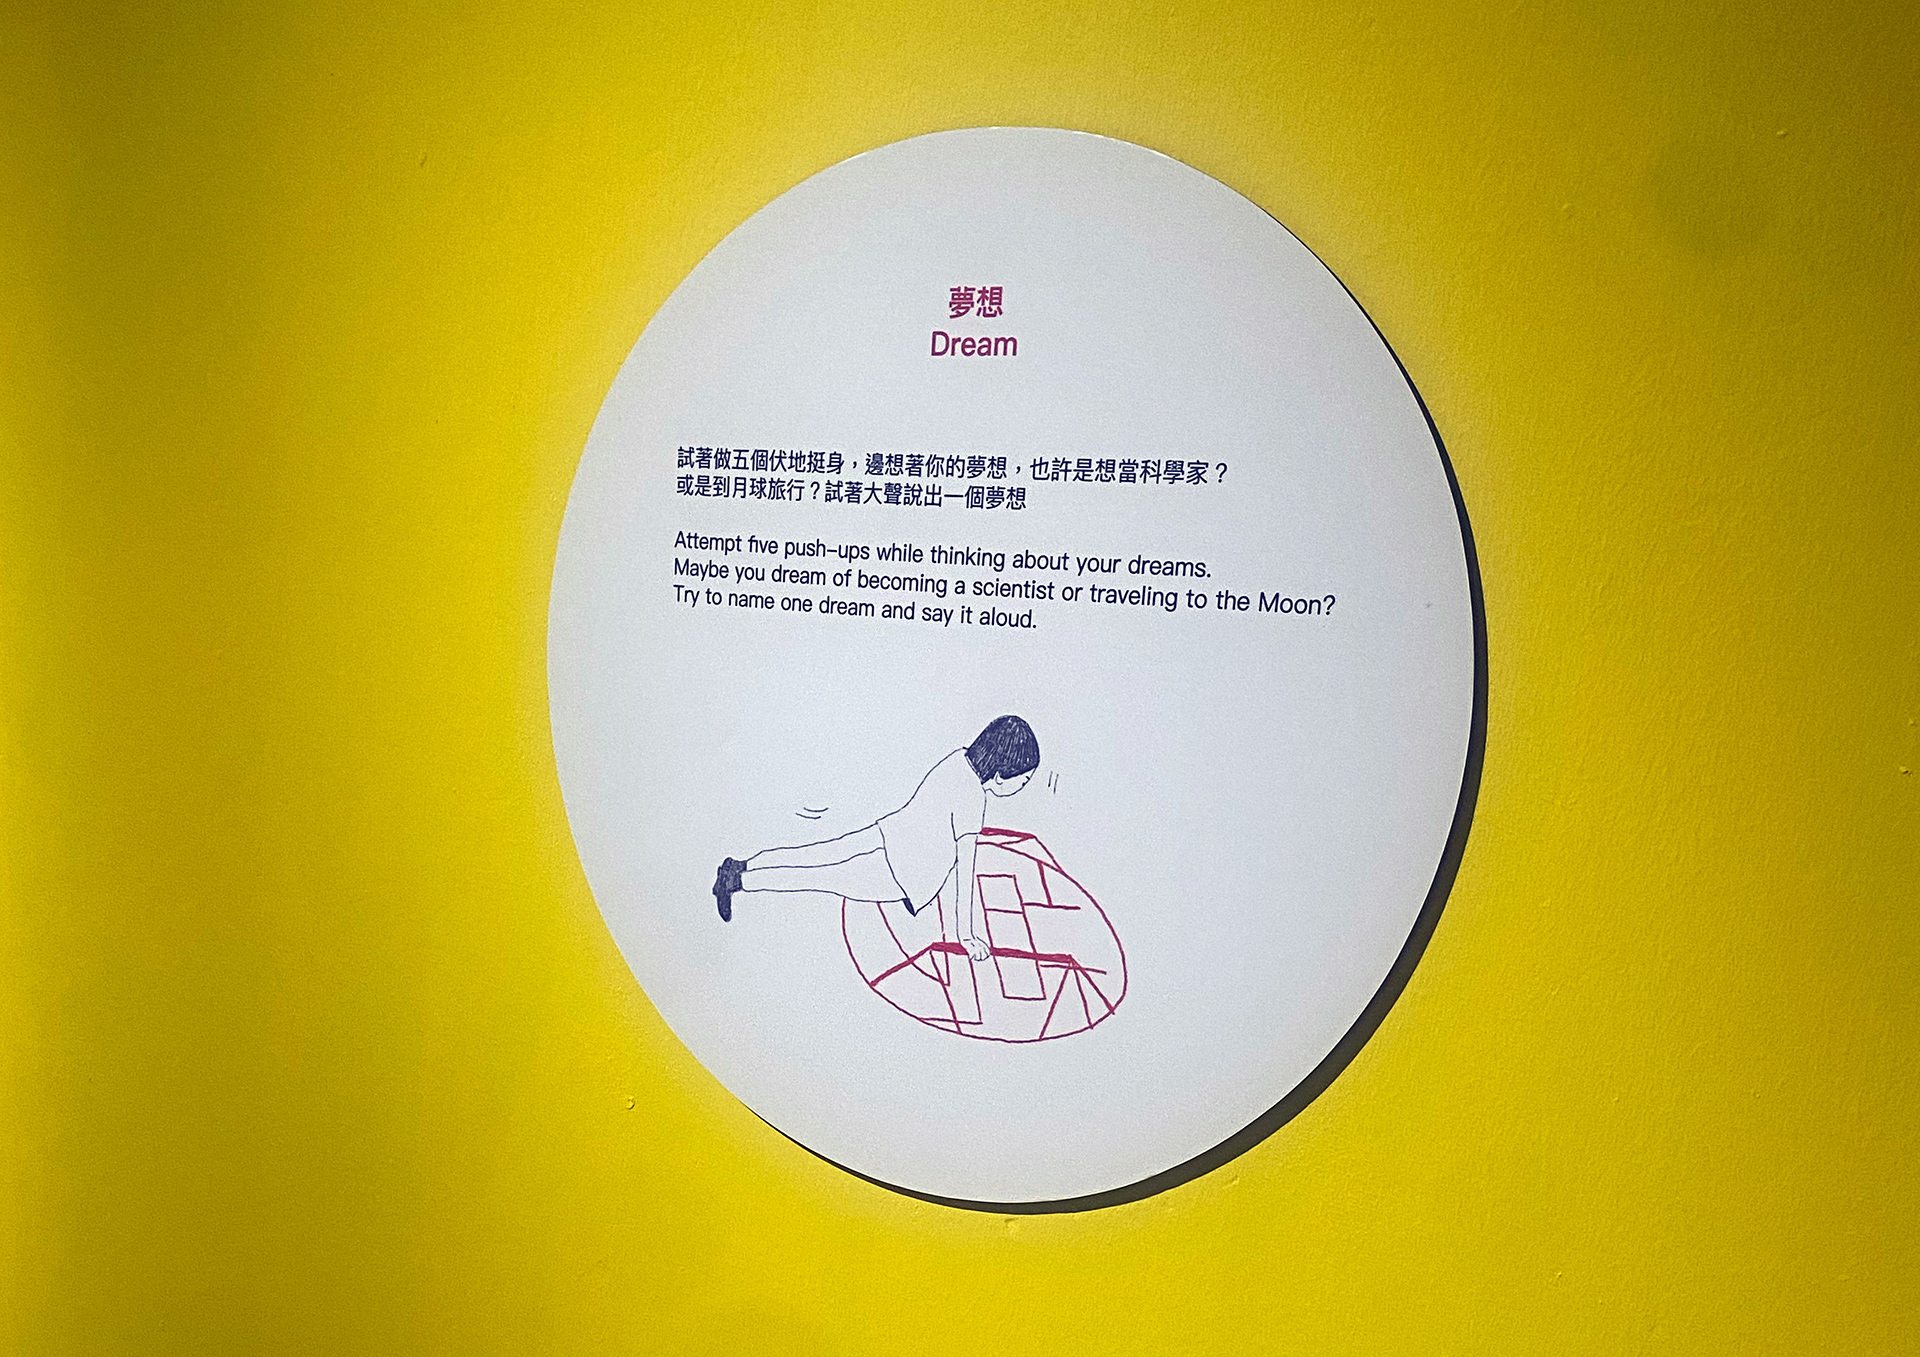 夢想
Dream
試著做五個伏地挺身，邊想著你的夢想，也許是想當科學家？
或是到月球旅行？試著大聲說出一個夢想
Attempt five push-ups while thinking about your dreams.
Maybe you dream of becoming a scientist or traveling to the Moon?
Try to name one dream and say it aloud.